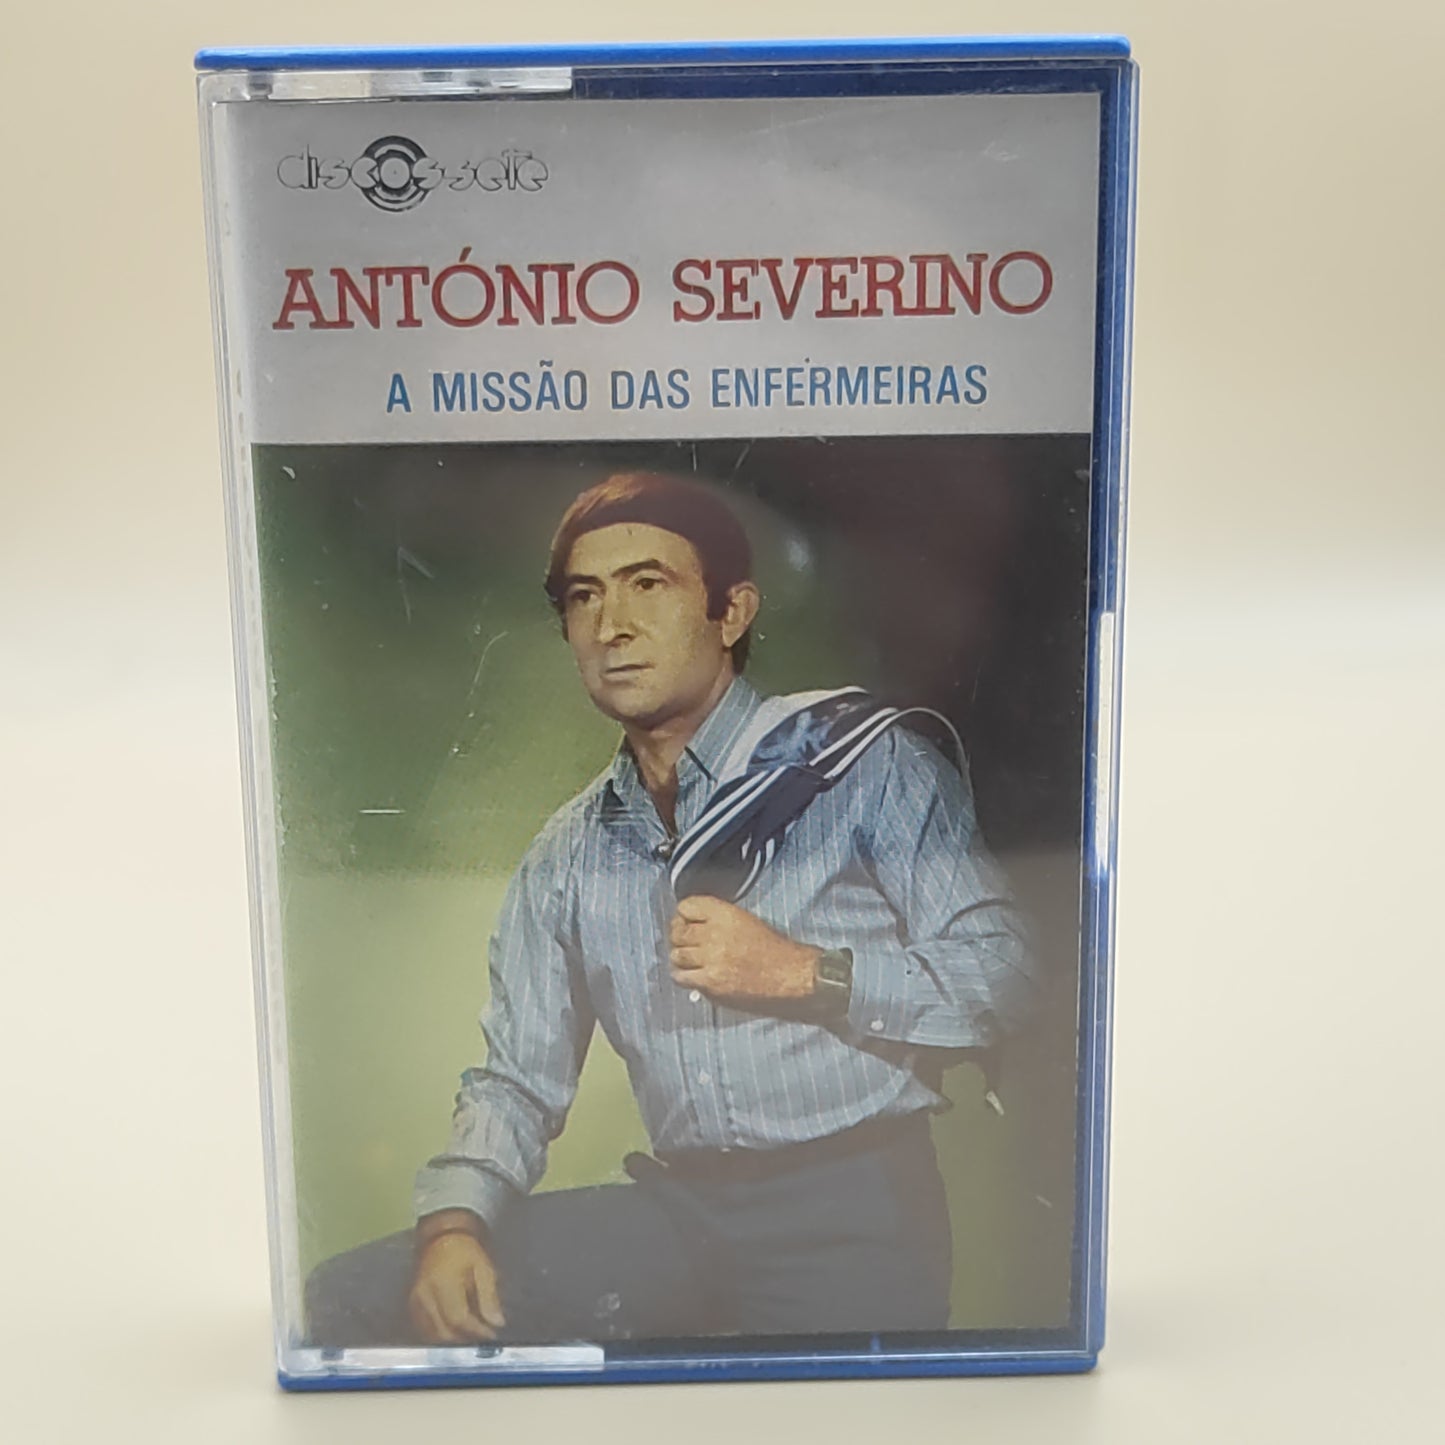 discossete
ANTÓNIO SEVERINO
A MISSÃO DAS ENFERMEIRAS